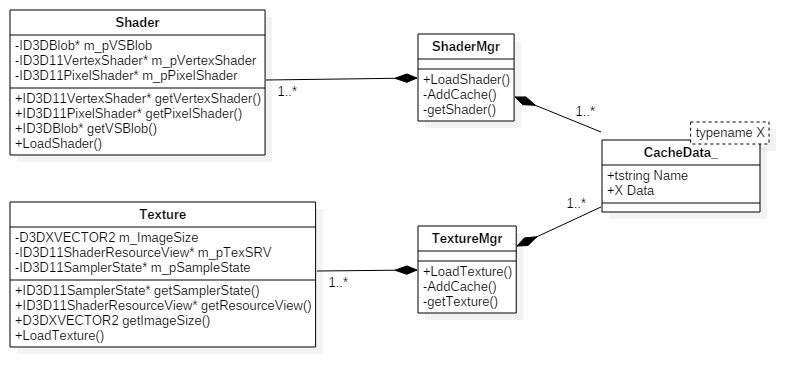 Shader
-ID3DBlob* m_pVSBlob
-ID3D11VertexShader* m_pVertexShader
-ID3D11PixelShader* m_pPixelShader
+ID3D11VertexShader* getVertexShader()
+ID3D11PixelShader* getPixelShader()
+ID3DBlob* getVSBlob()
+LoadShader()
1..*
ShaderMgr
+LoadShader()
-AddCache()
-getShader()
1..*
typename X
CacheData_
+tstring Name
+X Data
Texture
-D3DXVECTOR2 m_ImageSize
-ID3D11ShaderResourceView* m_pTexSRV
-ID3D11SamplerState* m_pSampleState
+ID3D11SamplerState* getSamplerState()
+ID3D11ShaderResourceView* getResourceView()
+D3DXVECTOR2 getImageSize()
+LoadTexture()
1..*
TextureMgr
+LoadTexture()
-AddCache()
-getTexture()
1..*